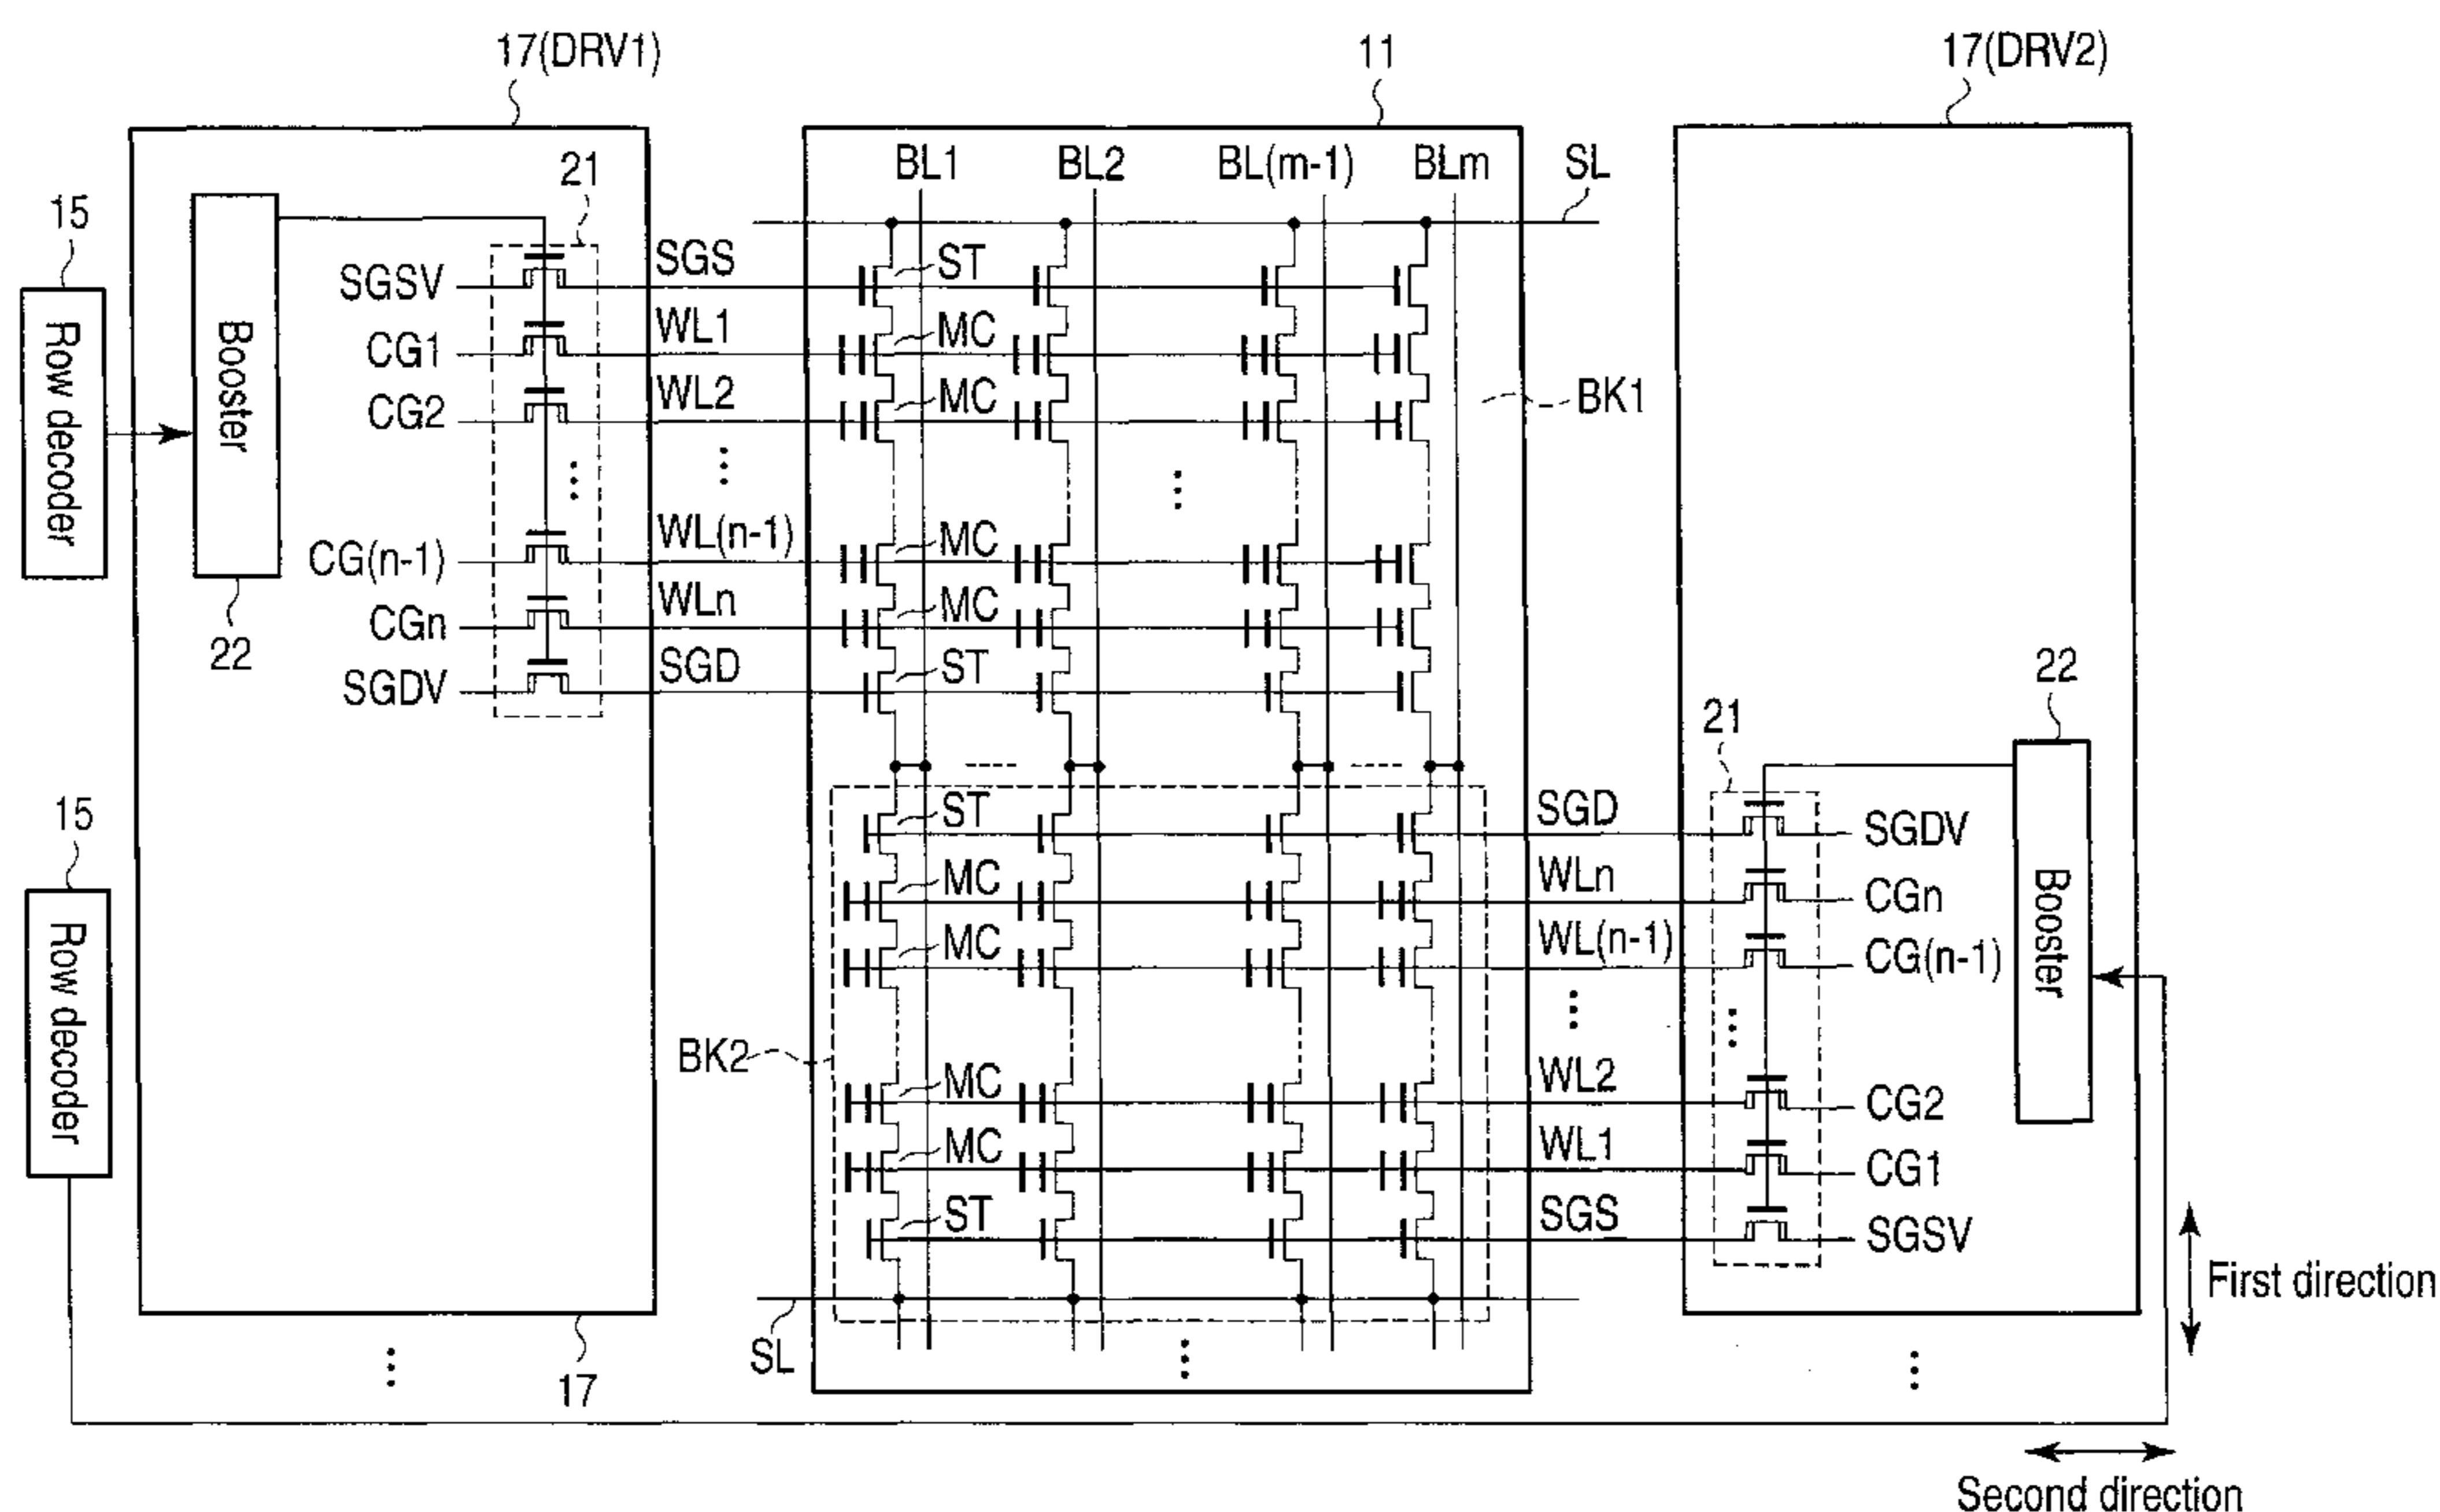 17(DRV1)
11
17(DRV2)
15
Row decoder
Booster
22
21
SGSV
CG1
CG2
CG(n-1)
CGn
SGDV
SGS
WL1
WL2
WL(n-1)
WLn
SGD
BL1
BL2
BL(m-1)
BLm
SL
ST
MC
MC
MC
MC
ST
BK1
15
Row decoder
17
BK2
ST
MC
MC
MC
MC
ST
SL
SGD
WLn
WL(n-1)
WL2
WL1
SGS
21
22
Booster
SGDV
CGn
CG(n-1)
CG2
CG1
SGSV
First direction
Second direction